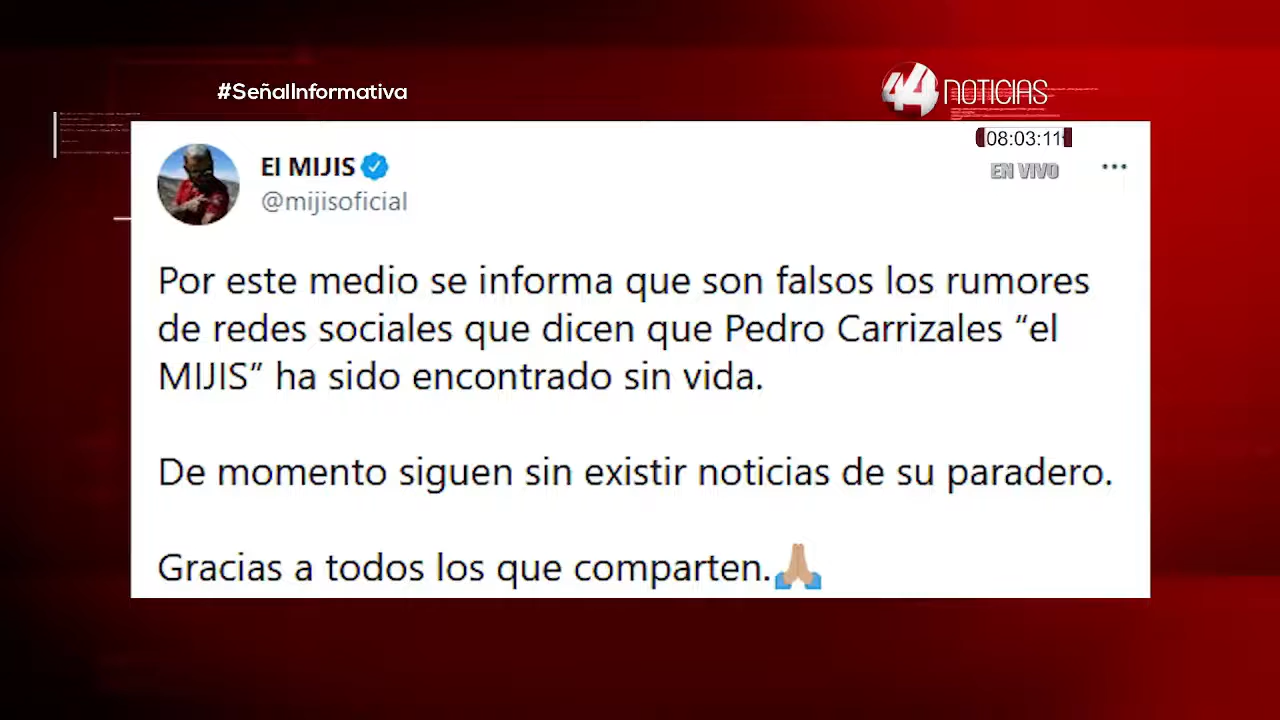 #SeñalInformativa
44 NOTICIAS
08:03:11
EN VIVO
El MIJIS
@mijisoficial
Por este medio se informa que son falsos los rumores
de redes sociales que dicen que Pedro Carrizales “el
MIJIS” ha sido encontrado sin vida.
De momento siguen sin existir noticias de su paradero.
Gracias a todos los que comparten.🙏🏽